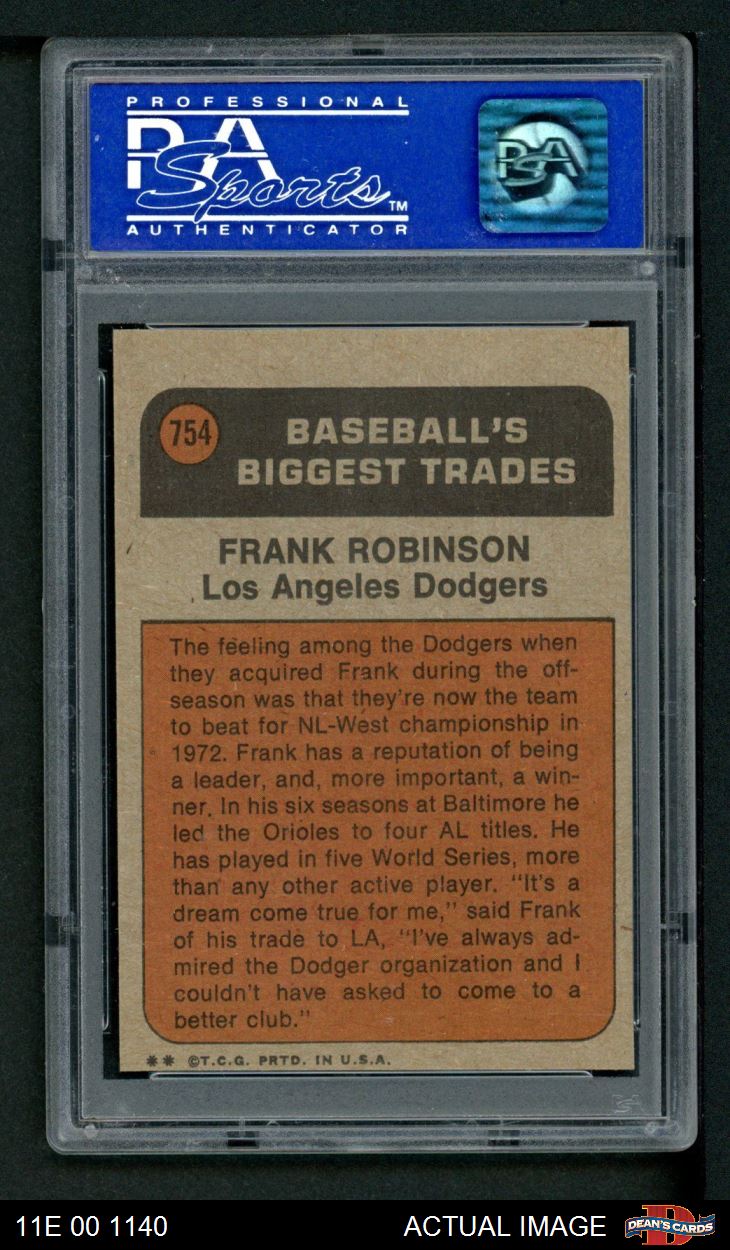 PROFESSIONAL
PSA
Sports™
AUTHENTICATOR
PSA
754
BASEBALL'S
BIGGEST TRADES
FRANK ROBINSON
Los Angeles Dodgers
The feeling among the Dodgers when
they acquired Frank during the off-
season was that they're now the team
to beat for NL-West championship in
1972. Frank has a reputation of being
a leader, and, more important, a win-
ner. In his six seasons at Baltimore he
led the Orioles to four AL titles. He
has played in five World Series, more
than any other active player. "It's a
dream come true for me," said Frank
of his trade to LA, "I've always ad-
mired the Dodger organization and I
couldn't have asked to come to a
better club."
** ©T.C.G. PRTD. IN U.S.A.
11E 00 1140
ACTUAL IMAGE
D
DEAN'S CARDS